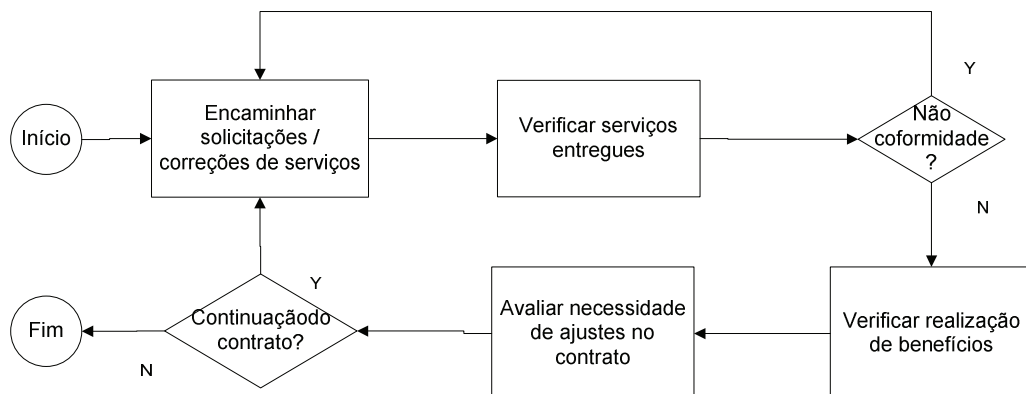 Y
Início
Encaminhar
solicitações /
correções de serviços
Verificar serviços
entregues
Não
coformidade
?
N
Fim
N
Continuaçãodo
contrato?
Y
Avaliar necessidade
de ajustes no
contrato
Verificar realização
de benefícios